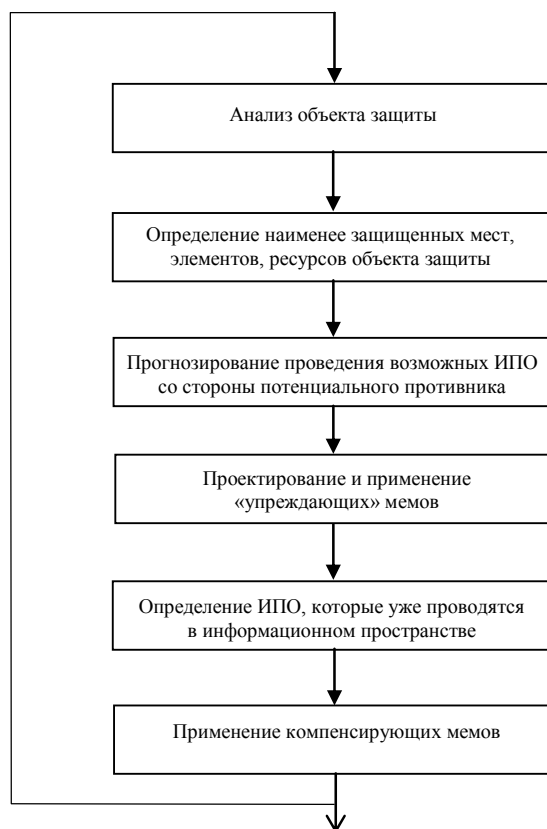 Анализ объекта защиты
Определение наименее защищенных мест,
элементов, ресурсов объекта защиты
Прогнозирование проведения возможных ИПО
со стороны потенциального противника
Проектирование и применение
«упреждающих» мемов
Определение ИПО, которые уже проводятся
в информационном пространстве
Применение компенсирующих мемов